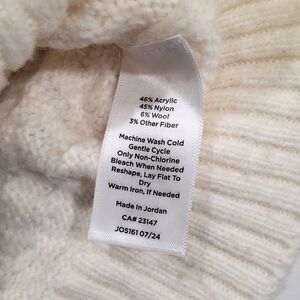 46% Acrylic
45% Nylon
6% Wool
3% Other Fiber
Machine Wash Cold
Gentle Cycle
Only Non-Chlorine
Bleach When Needed
Reshape, Lay Flat To
Dry
Warm Iron, If Needed
Made In Jordan
CA# 23147
JO5161 07/24